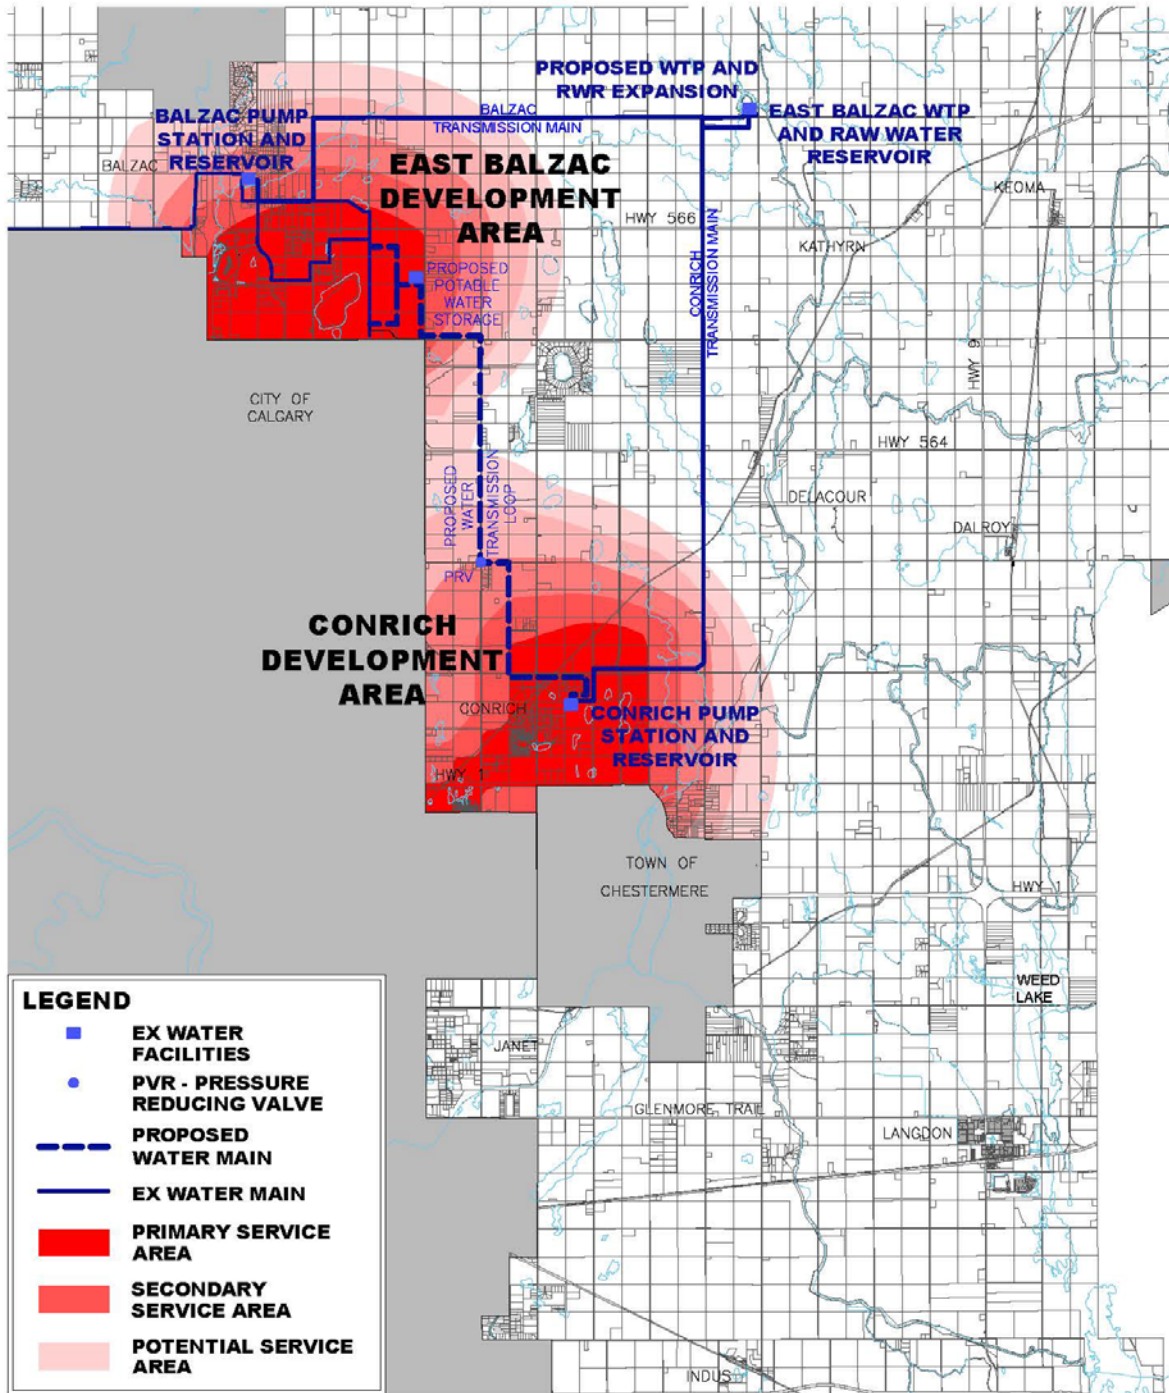 PROPOSED WTP AND
RWR EXPANSION
BALZAC
TRANSMISSION MAIN
EAST BALZAC WTP
AND RAW WATER
RESERVOIR
BALZAC PUMP
STATION AND
RESERVOIR
BALZAC
EAST BALZAC
DEVELOPMENT
AREA
HWY 566
KEOMA
KATHYRN
PROPOSED
POTABLE
WATER
STORAGE
CONRICH
TRANSMISSION MAIN
HWY 9
CITY OF
CALGARY
HWY 564
PROPOSED
WATER
TRANSMISSION
LOOP
DELACOUR
DALROY
PRV
CONRICH
DEVELOPMENT
AREA
CONRICH
CONRICH PUMP
STATION AND
RESERVOIR
HWY 1
TOWN OF
CHESTERMERE
HWY 1
WEED
LAKE
JANET
GLENMORE TRAIL
LANGDON
INDUS
LEGEND
EX WATER
FACILITIES
PVR - PRESSURE
REDUCING VALVE
PROPOSED
WATER MAIN
EX WATER MAIN
PRIMARY SERVICE
AREA
SECONDARY
SERVICE AREA
POTENTIAL SERVICE
AREA